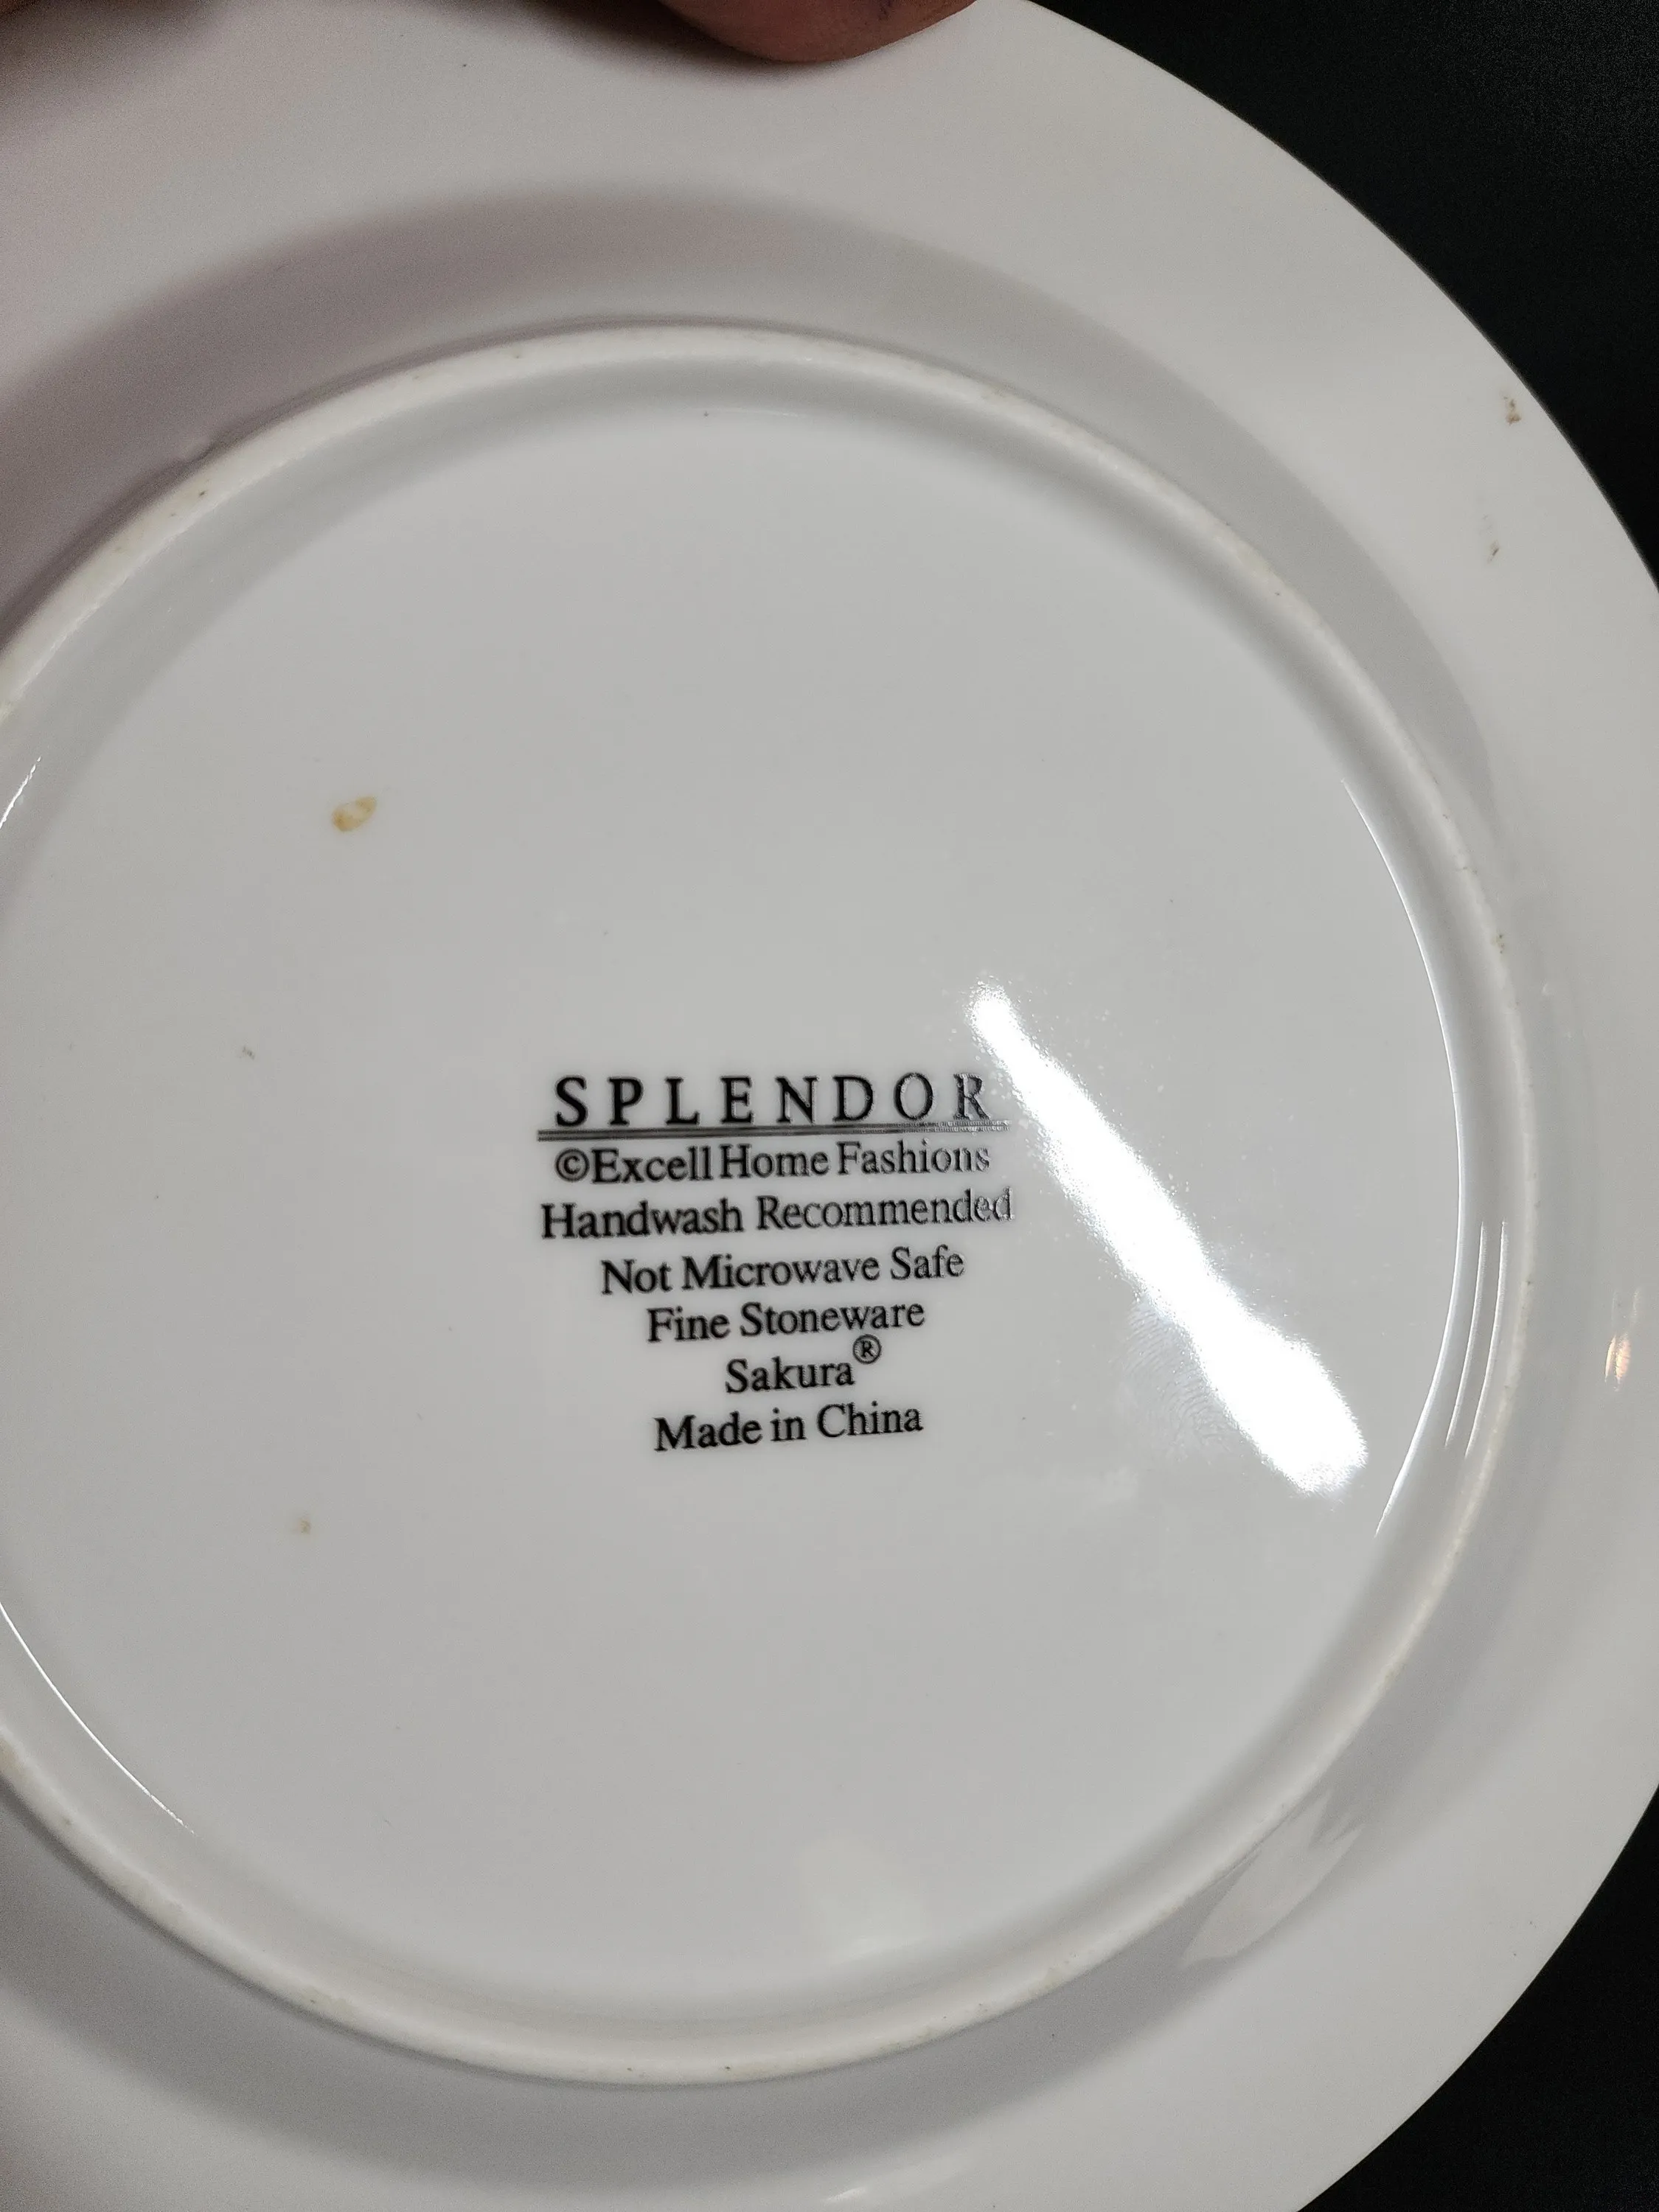 SPLENDOR
©Excell Home Fashions
Handwash Recommended
Not Microwave Safe
Fine Stoneware
Sakura®
Made in China